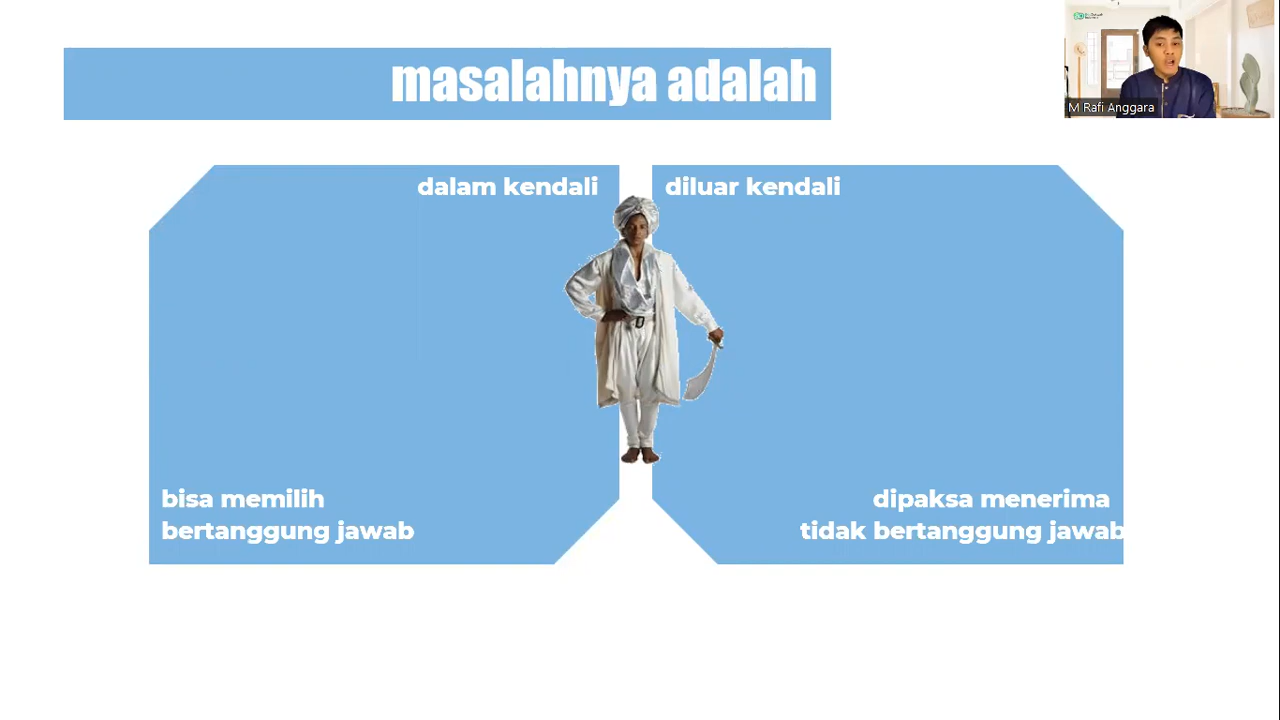 masalahnya adalah
M Rafi Anggara
dalam kendali
diluar kendali
bisa memilih
bertanggung jawab
dipaksa menerima
tidak bertanggung jawab